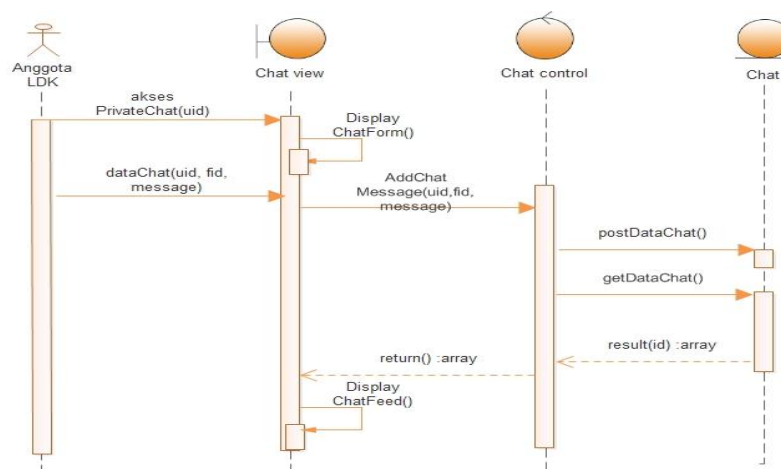 Anggota
LDK
Chat view
Chat control
Chat
akses
PrivateChat(uid)
Display
ChatForm()
dataChat(uid, fid,
message)
AddChat
Message(uid,fid,
message)
postDataChat()
getDataChat()
result(id) :array
return() :array
Display
ChatFeed()